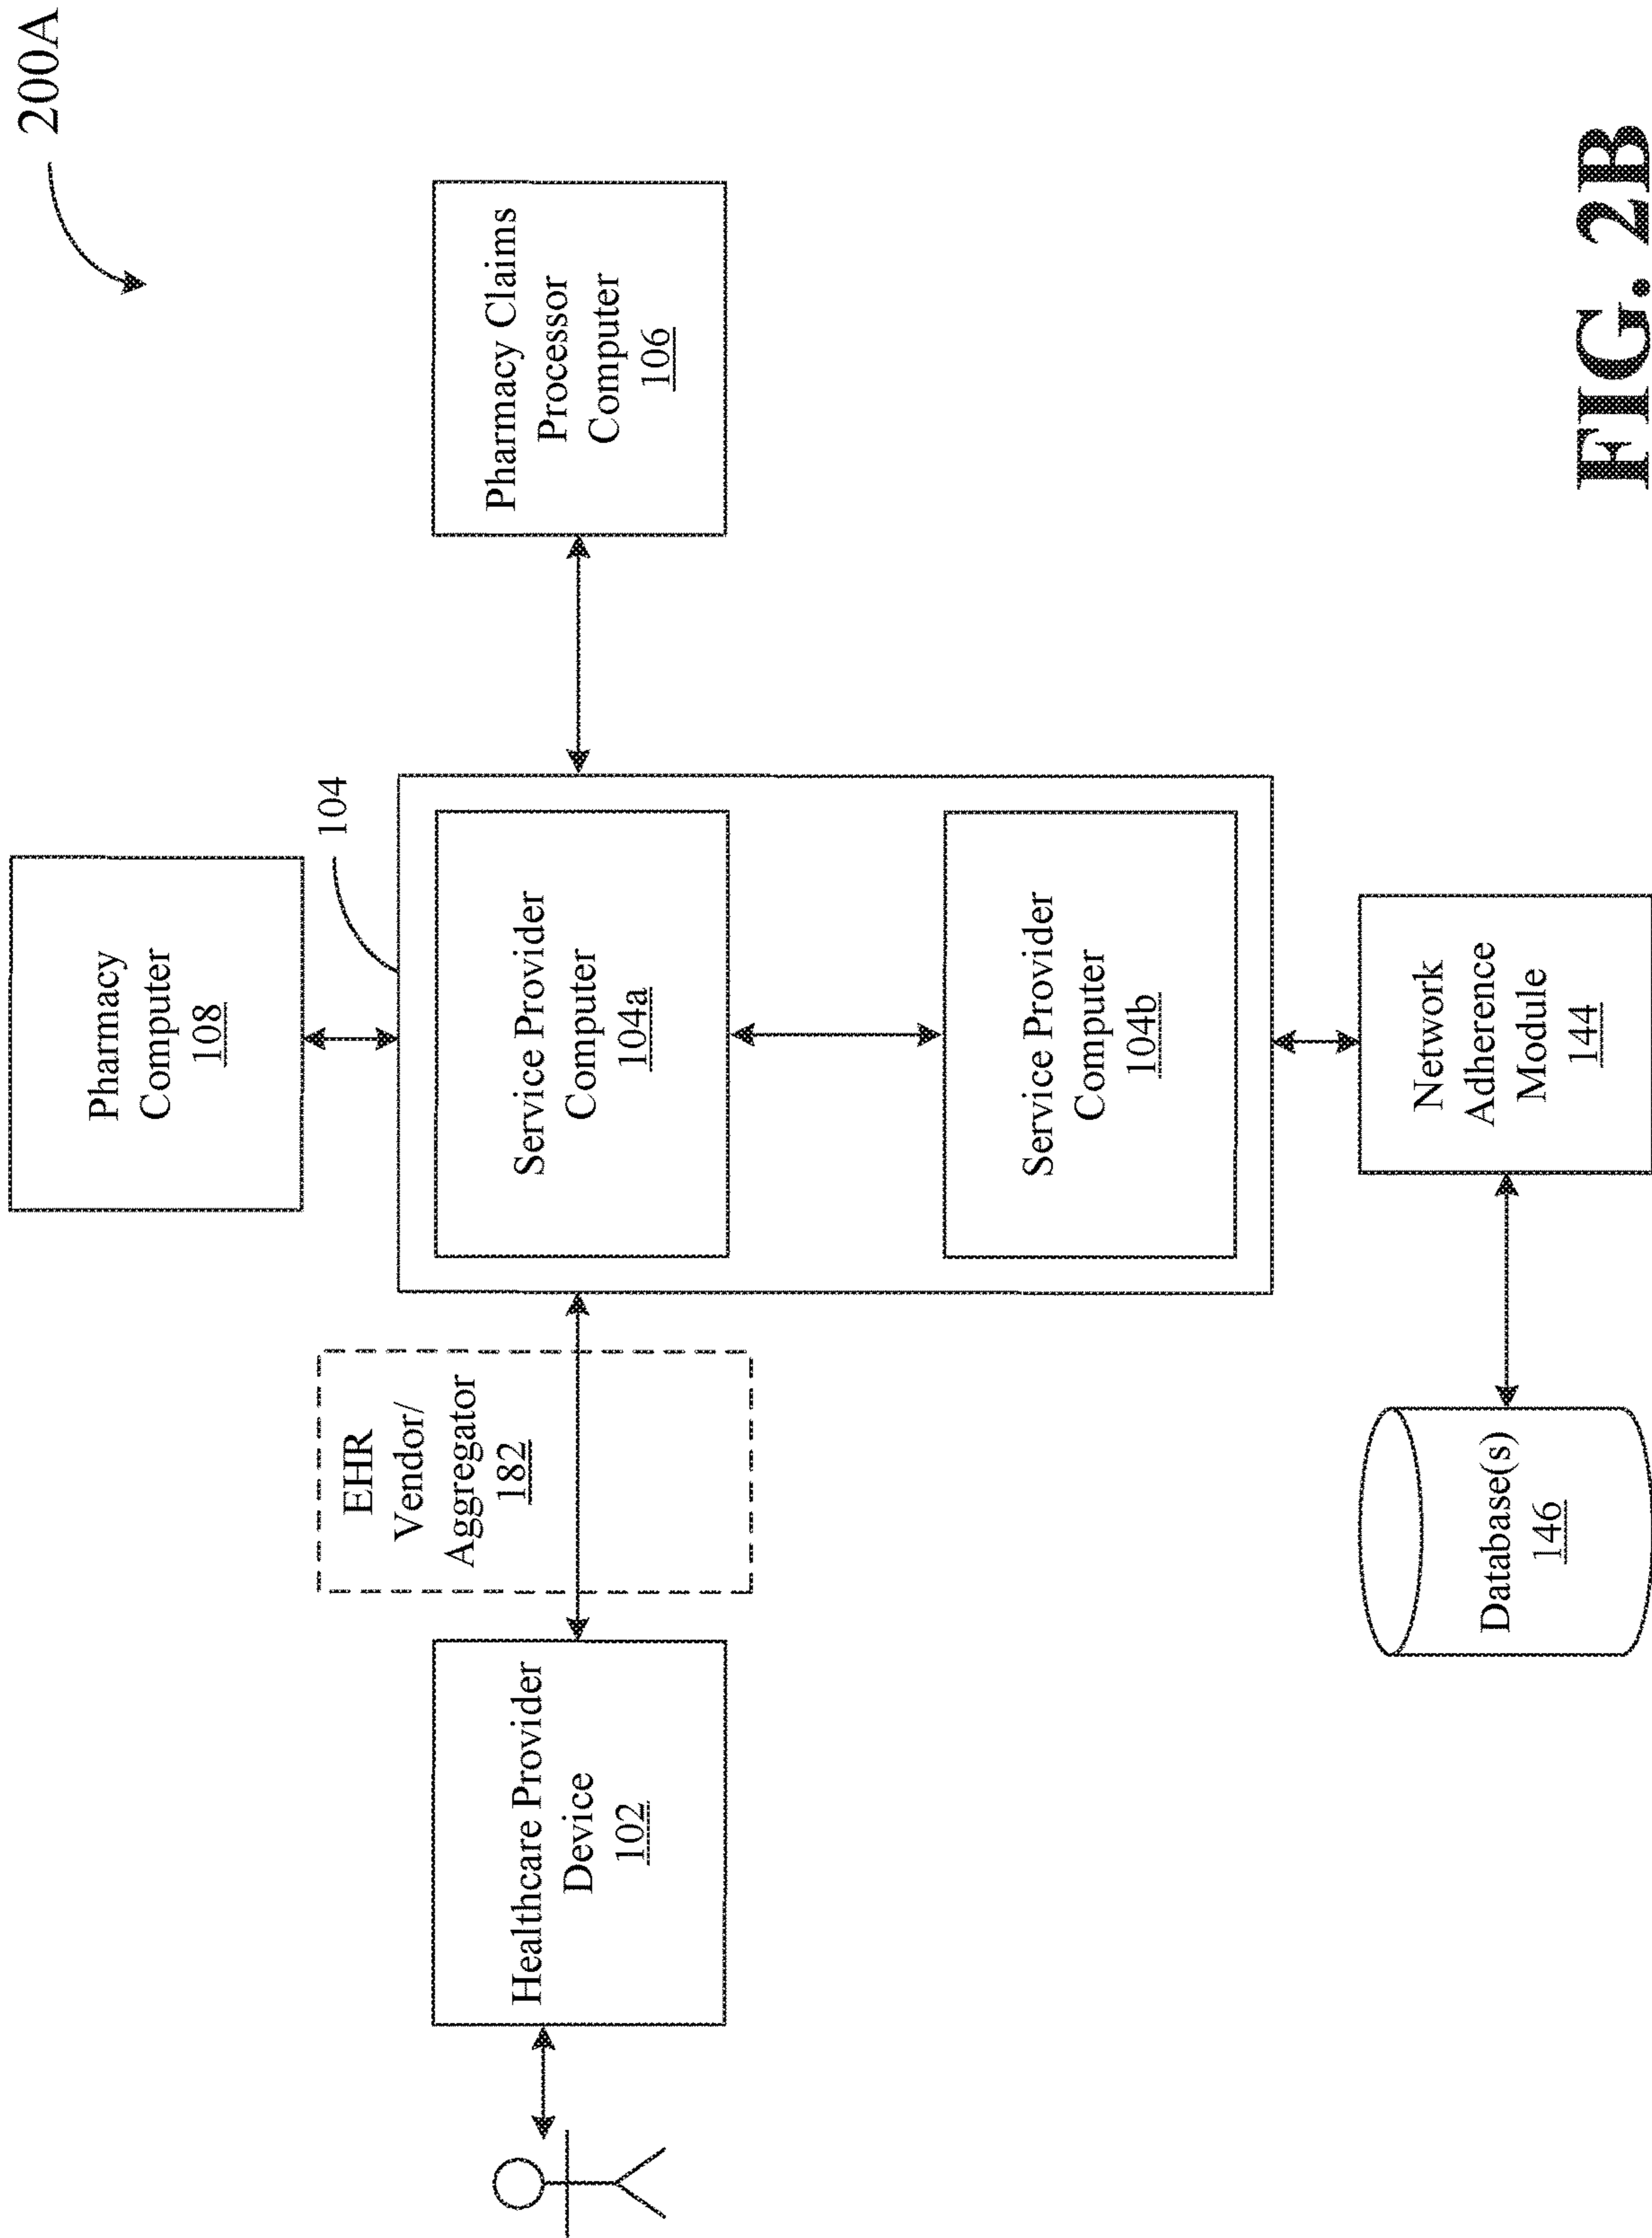 200A
Pharmacy
Computer
108
104
EHR
Vendor/
Aggregator
182
Healthcare Provider
Device
102
Service Provider
Computer
104a
Pharmacy Claims
Processor
Computer
106
Service Provider
Computer
104b
Database(s)
146
Network
Adherence
Module
144
FIG. 2B